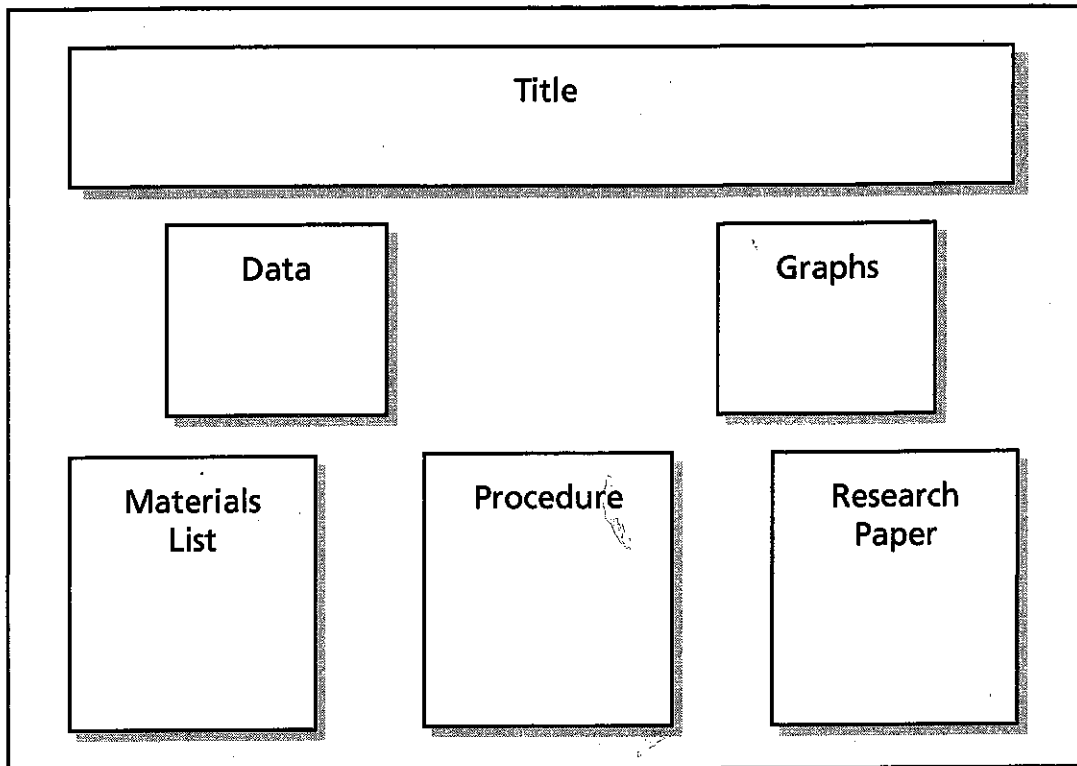 Title
Data
Graphs
Materials
List
Procedure
Research
Paper